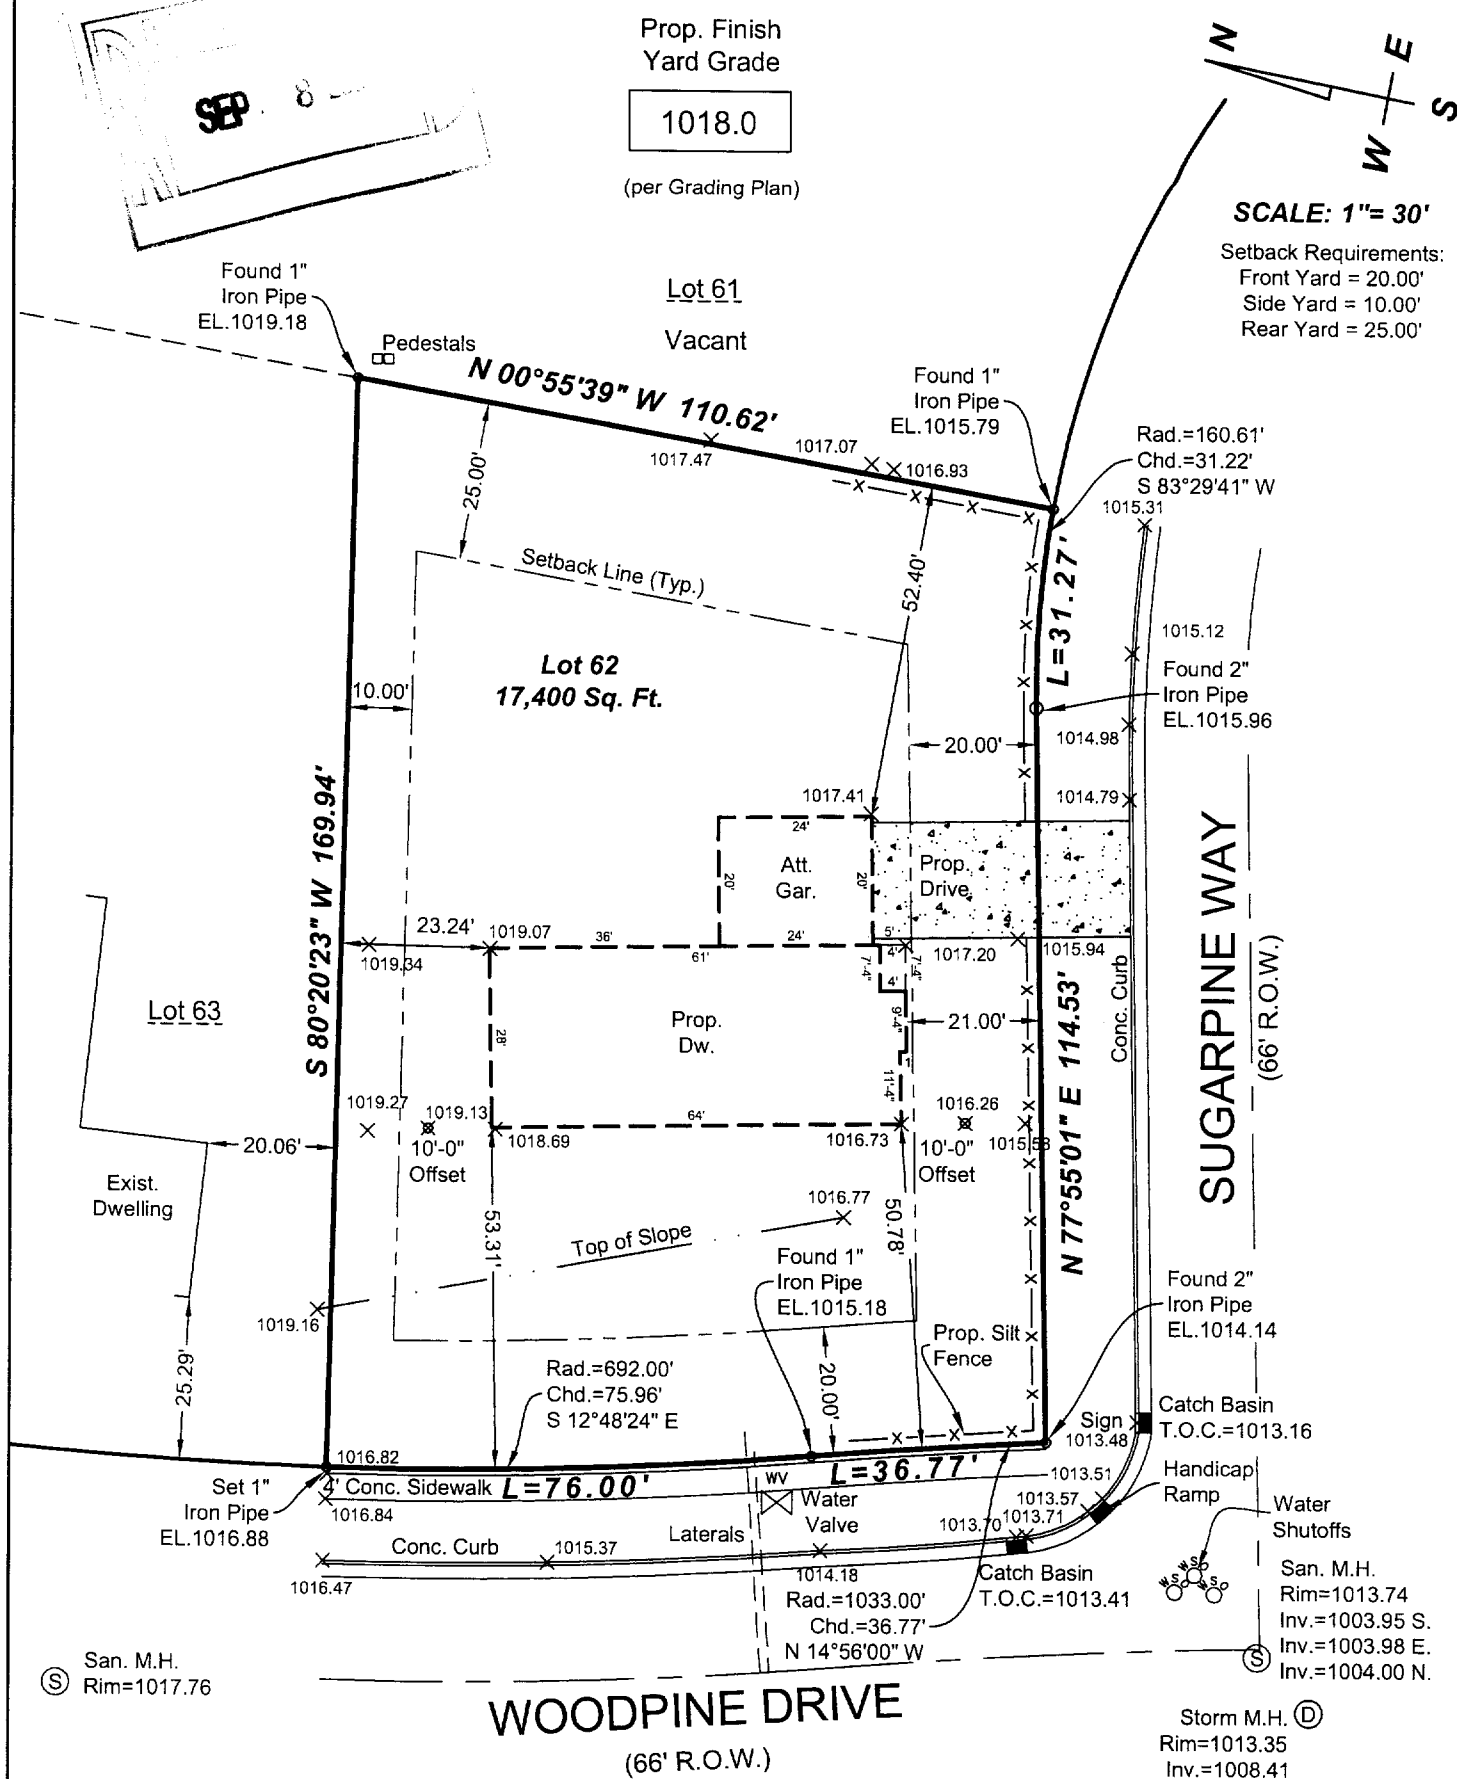 SEP 8
Prop. Finish
Yard Grade
1018.0
(per Grading Plan)
N
E
W
S
SCALE: 1"= 30'
Setback Requirements:
Front Yard = 20.00'
Side Yard = 10.00'
Rear Yard = 25.00'
Found 1"
Iron Pipe
EL.1019.18
Lot 61
Vacant
Pedestals
N 00°55'39" W 110.62'
Found 1"
Iron Pipe
EL.1015.79
Rad.=160.61'
Chd.=31.22'
S 83°29'41" W
1017.47
1017.07
1016.93
1015.31
25.00'
Setback Line (Typ.)
52.40'
L=31.27'
1015.12
Lot 62
17,400 Sq. Ft.
10.00'
Found 2"
Iron Pipe
EL.1015.96
20.00'
1014.98
1014.79
1017.41
24'
Att.
Gar.
20'
20'
Prop.
Drive
S 80°20'23" W 169.94'
23.24'
1019.07
1019.34
36'
24'
61'
5'
4'
7'-4"
7'-4"
4'
9'-4"
1'
11'-4"
1017.20
1015.94
Conc. Curb
SUGARPINE WAY
(66' R.O.W.)
Lot 63
Prop.
Dw.
28'
21.00'
N 77°55'01" E 114.53'
1019.27
1019.13
1018.69
64'
1016.73
1016.26
1015.58
10'-0"
Offset
10'-0"
Offset
20.06'
Exist.
Dwelling
53.31'
1016.77
50.78'
Top of Slope
Found 1"
Iron Pipe
EL.1015.18
Found 2"
Iron Pipe
EL.1014.14
1019.16
25.29'
Prop. Silt
Fence
20.00'
Rad.=692.00'
Chd.=75.96'
S 12°48'24" E
Sign
1013.48
Catch Basin
T.O.C.=1013.16
1016.82
Set 1"
Iron Pipe
EL.1016.88
4' Conc. Sidewalk
L=76.00'
WV
L=36.77'
1013.51
Handicap
Ramp
1016.84
Water
Valve
1013.57
1013.70
1013.71
Water
Shutoffs
Conc. Curb
1015.37
Laterals
1016.47
1014.18
Rad.=1033.00'
Chd.=36.77'
N 14°56'00" W
Catch Basin
T.O.C.=1013.41
WSO
WSO
WSO
San. M.H.
Rim=1013.74
Inv.=1003.95 S.
Inv.=1003.98 E.
Inv.=1004.00 N.
S
S
San. M.H.
Rim=1017.76
WOODPINE DRIVE
(66' R.O.W.)
Storm M.H. D
Rim=1013.35
Inv.=1008.41